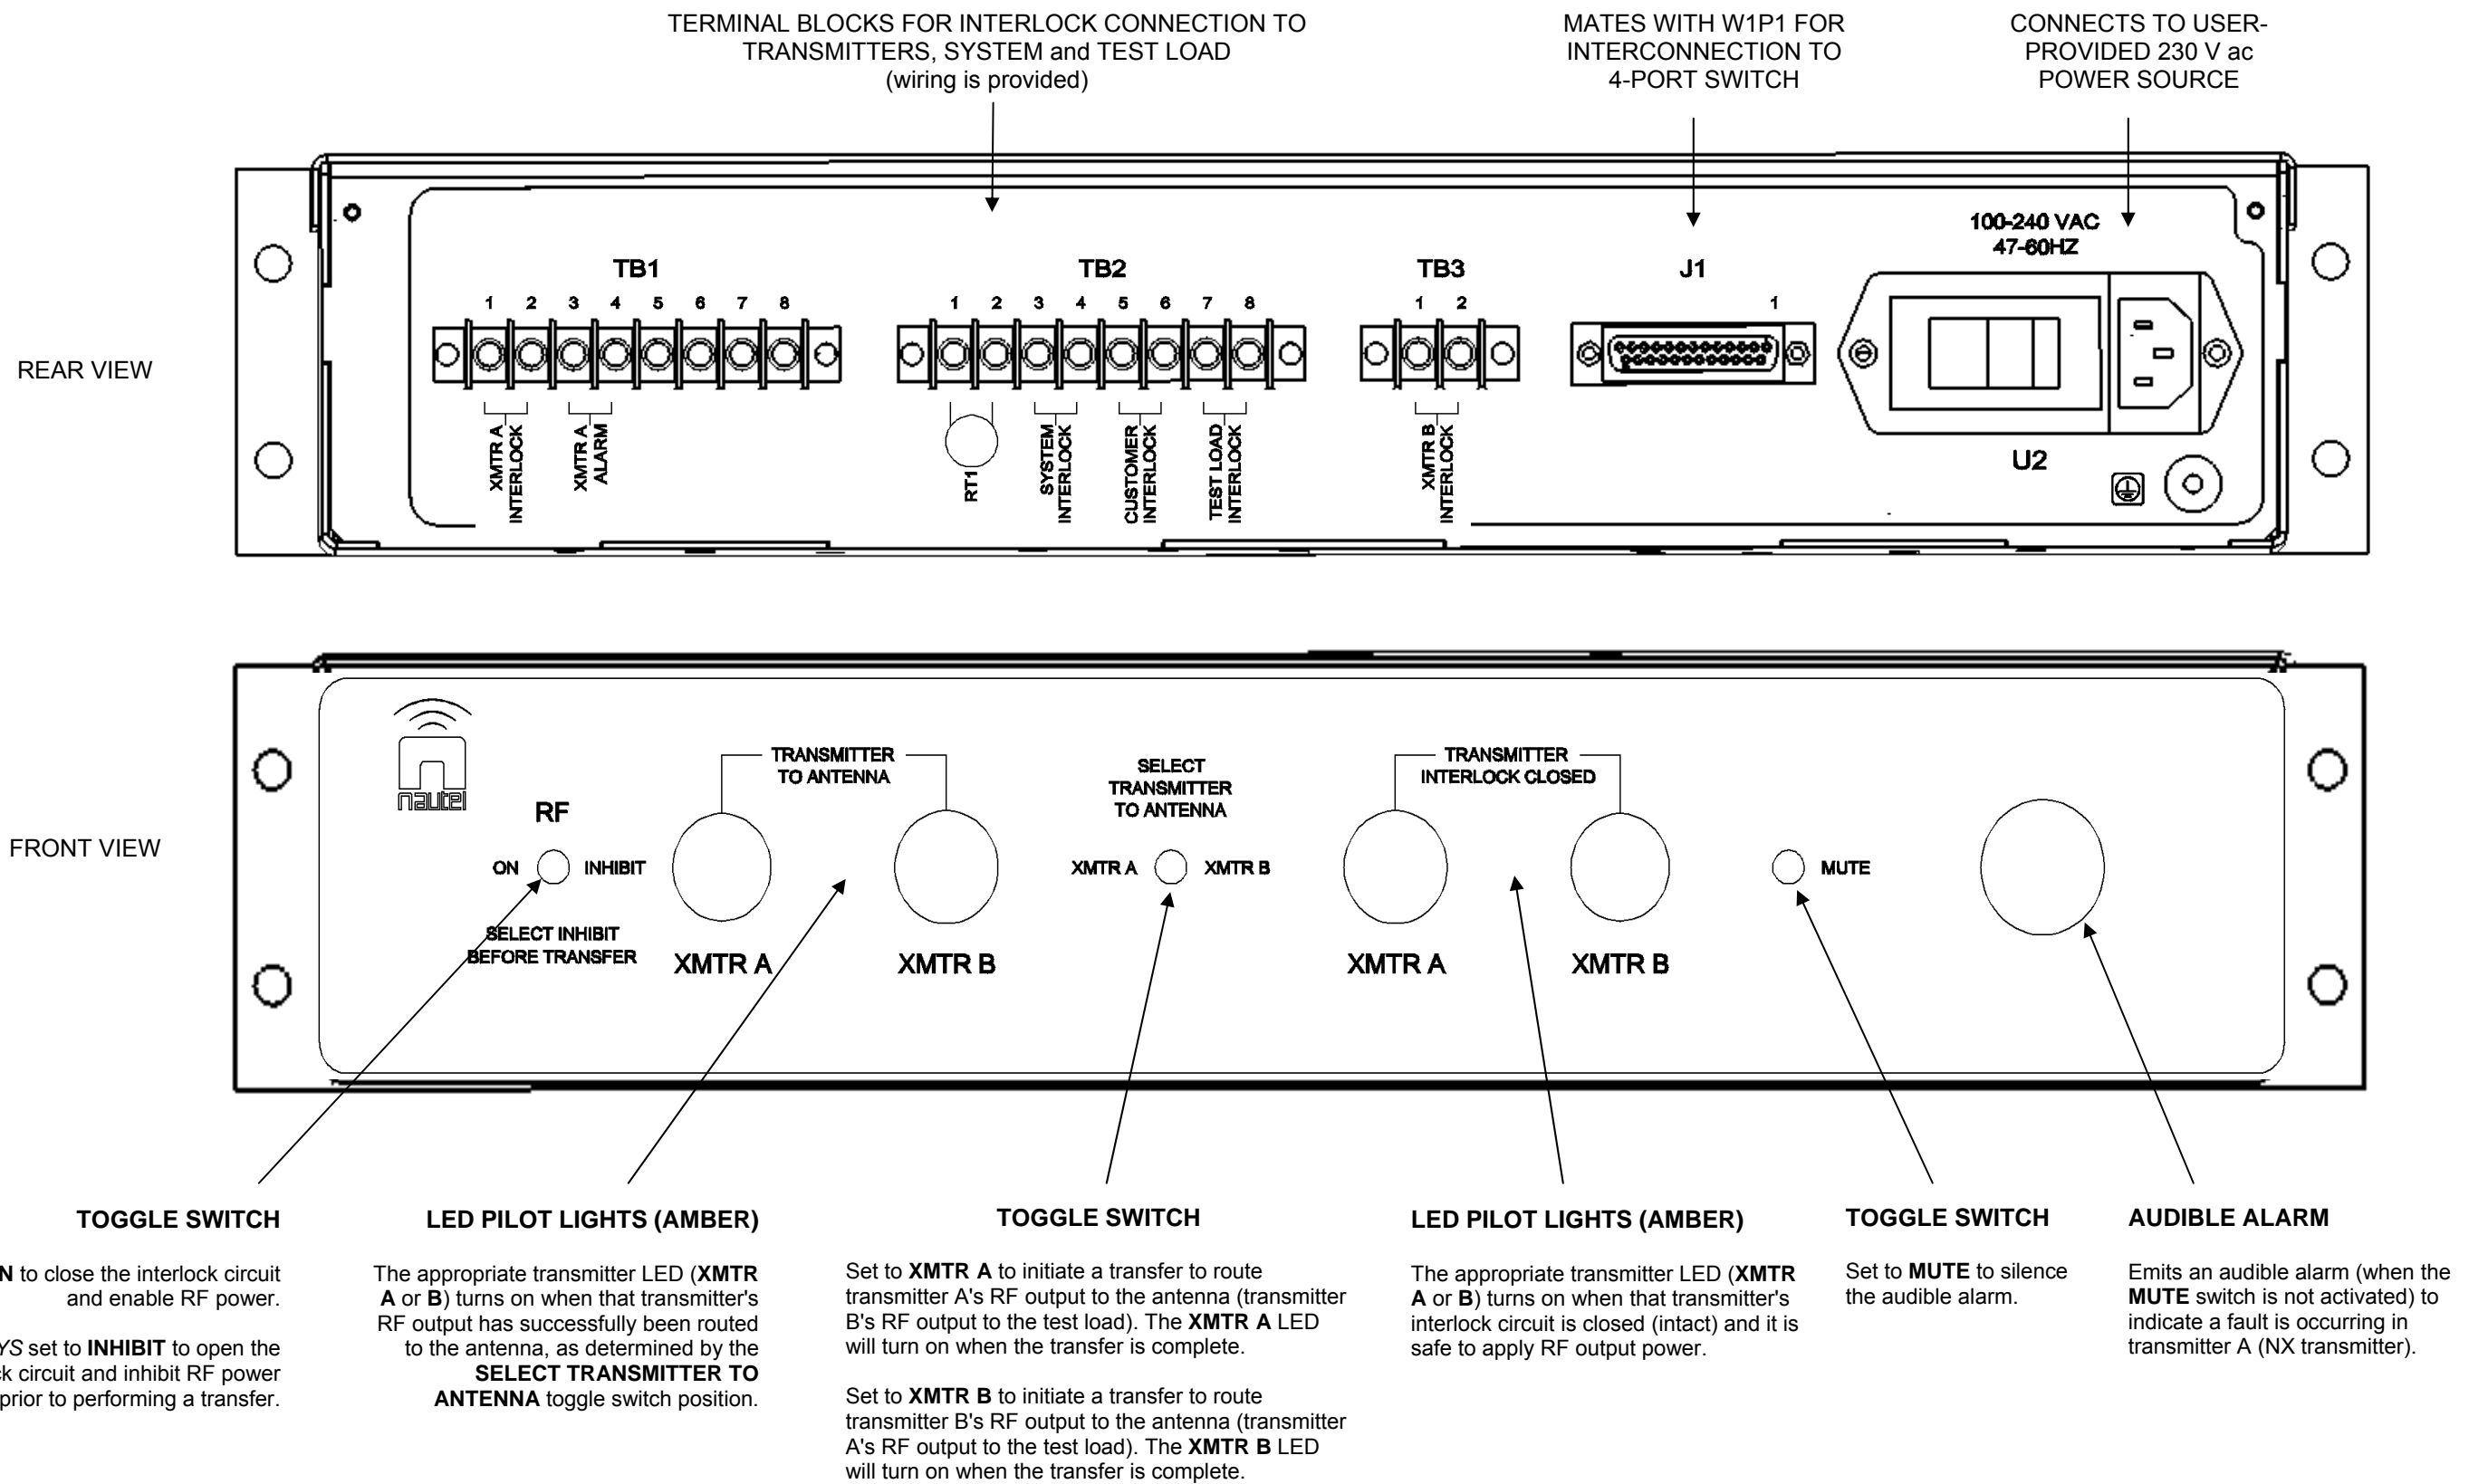 TERMINAL BLOCKS FOR INTERLOCK CONNECTION TO
TRANSMITTERS, SYSTEM and TEST LOAD
(wiring is provided)
MATES WITH W1P1 FOR
INTERCONNECTION TO
4-PORT SWITCH
CONNECTS TO USER-
PROVIDED 230 V ac
POWER SOURCE
REAR VIEW
TB1
1 2 3 4 5 6 7 8
XMTR A
INTERLOCK
XMTR A
ALARM
TB2
1 2 3 4 5 6 7 8
RT1
SYSTEM
INTERLOCK
CUSTOMER
INTERLOCK
TEST LOAD
INTERLOCK
TB3
1 2
XMTR B
INTERLOCK
J1
1
100-240 VAC
47-60HZ
U2
FRONT VIEW
nautel
RF
ON INHIBIT
SELECT INHIBIT
BEFORE TRANSFER
TRANSMITTER
TO ANTENNA
XMTR A XMTR B
SELECT
TRANSMITTER
TO ANTENNA
XMTR A XMTR B
TRANSMITTER
INTERLOCK CLOSED
XMTR A XMTR B
MUTE
TOGGLE SWITCH
N to close the interlock circuit
and enable RF power.
YS set to INHIBIT to open the
ck circuit and inhibit RF power
prior to performing a transfer.
LED PILOT LIGHTS (AMBER)
The appropriate transmitter LED (XMTR
A or B) turns on when that transmitter's
RF output has successfully been routed
to the antenna, as determined by the
SELECT TRANSMITTER TO
ANTENNA toggle switch position.
TOGGLE SWITCH
Set to XMTR A to initiate a transfer to route
transmitter A's RF output to the antenna (transmitter
B's RF output to the test load). The XMTR A LED
will turn on when the transfer is complete.
Set to XMTR B to initiate a transfer to route
transmitter B's RF output to the antenna (transmitter
A's RF output to the test load). The XMTR B LED
will turn on when the transfer is complete.
LED PILOT LIGHTS (AMBER)
The appropriate transmitter LED (XMTR
A or B) turns on when that transmitter's
interlock circuit is closed (intact) and it is
safe to apply RF output power.
TOGGLE SWITCH
Set to MUTE to silence
the audible alarm.
AUDIBLE ALARM
Emits an audible alarm (when the
MUTE switch is not activated) to
indicate a fault is occurring in
transmitter A (NX transmitter).